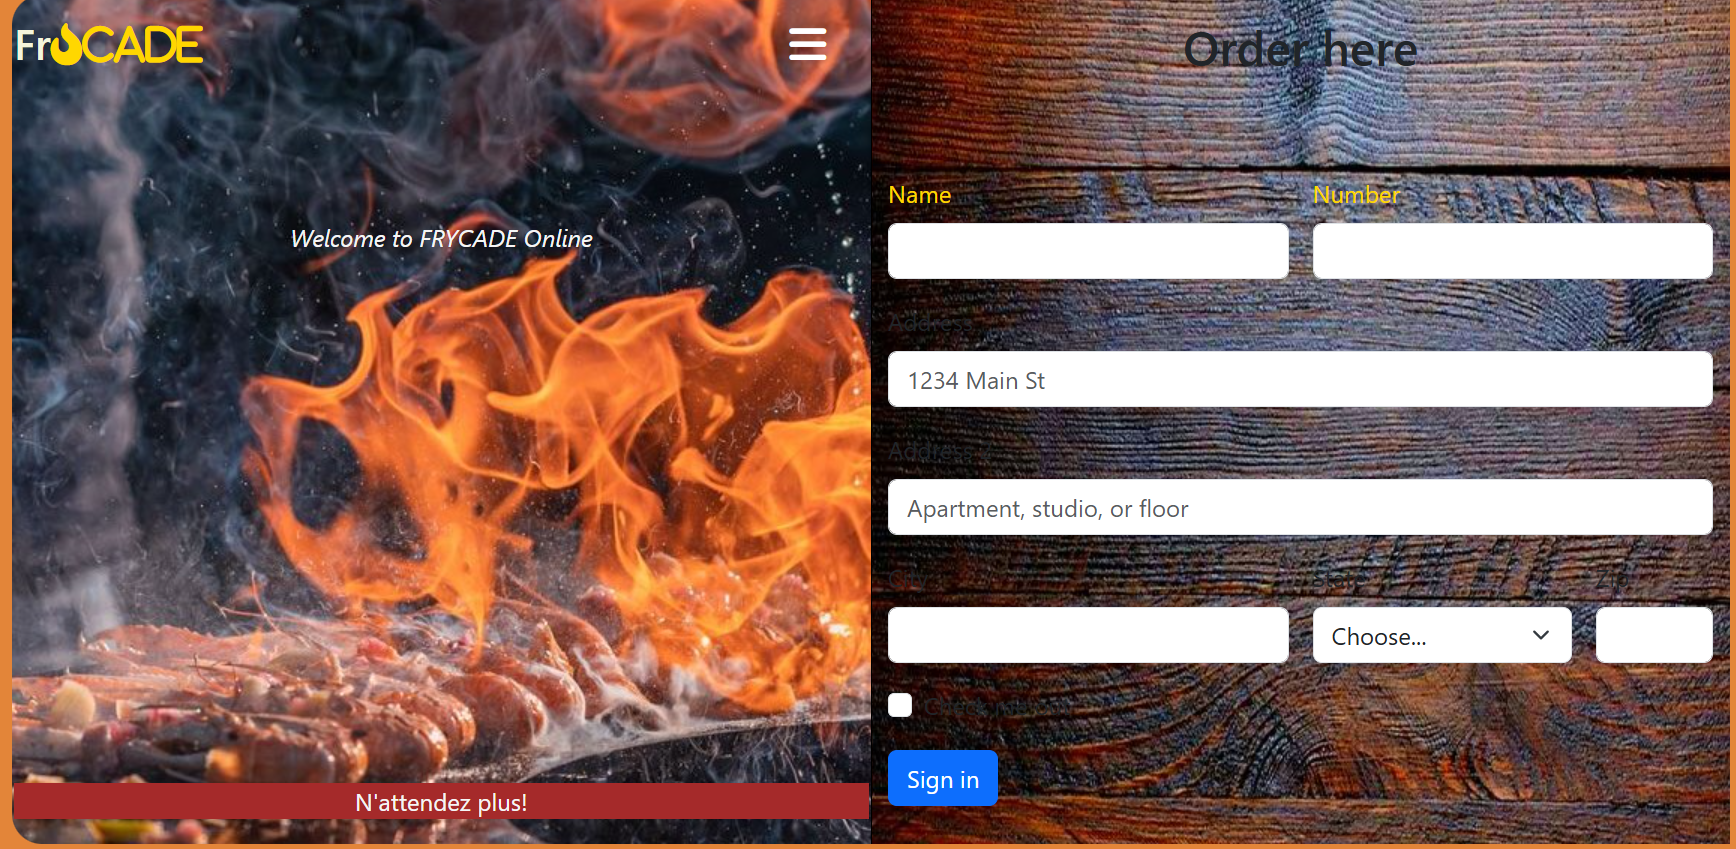 FryCADE
Order here
Welcome to FRYCADE Online
Name
Number
Address
1234 Main St
Address 2
Apartment, studio, or floor
City
State
Zip
Choose...
Sign in
N'attendez plus!